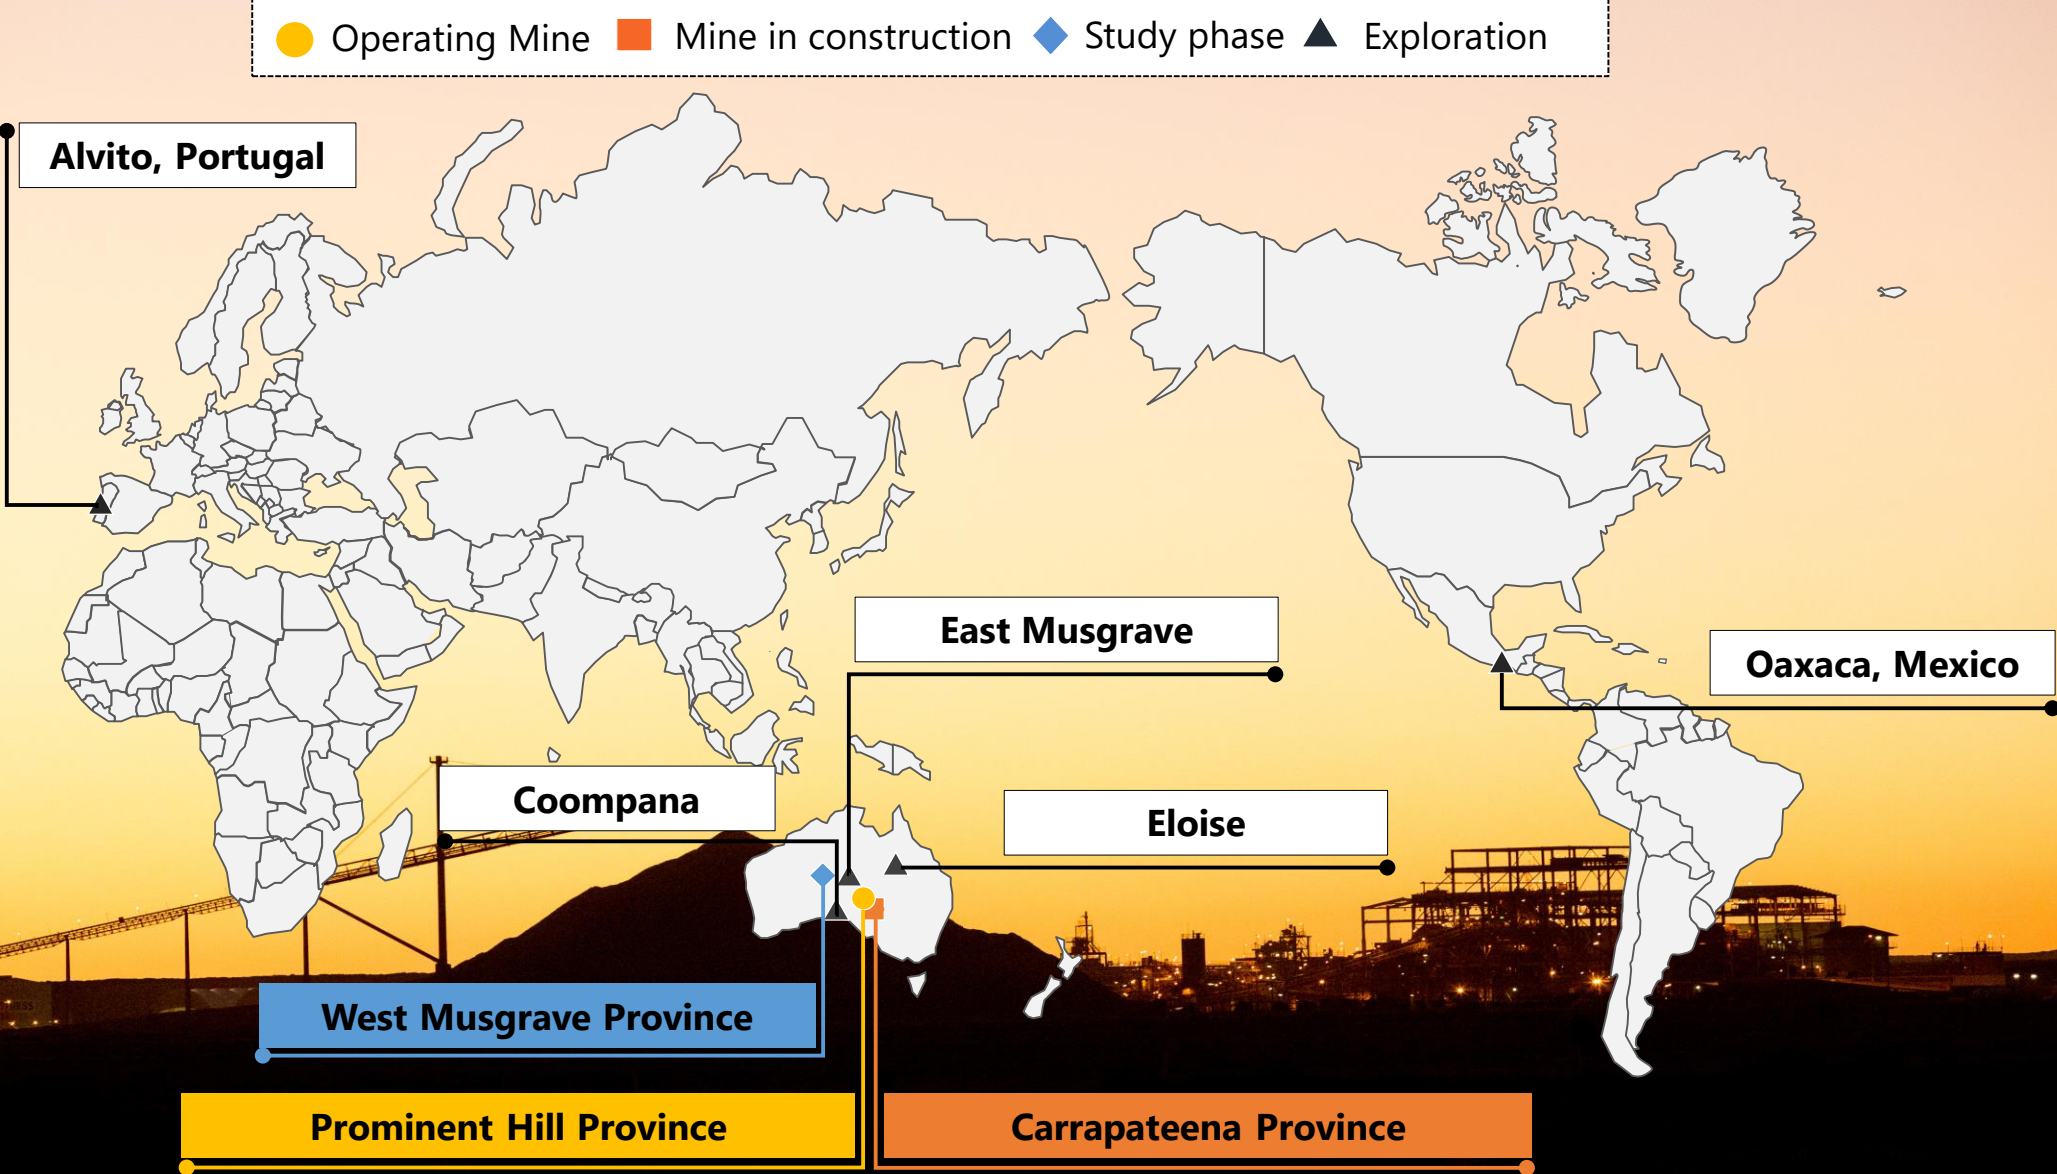 Operating Mine Mine in construction Study phase Exploration
Alvito, Portugal
East Musgrave
Oaxaca, Mexico
Coompana
Eloise
West Musgrave Province
Prominent Hill Province
Carrapateena Province